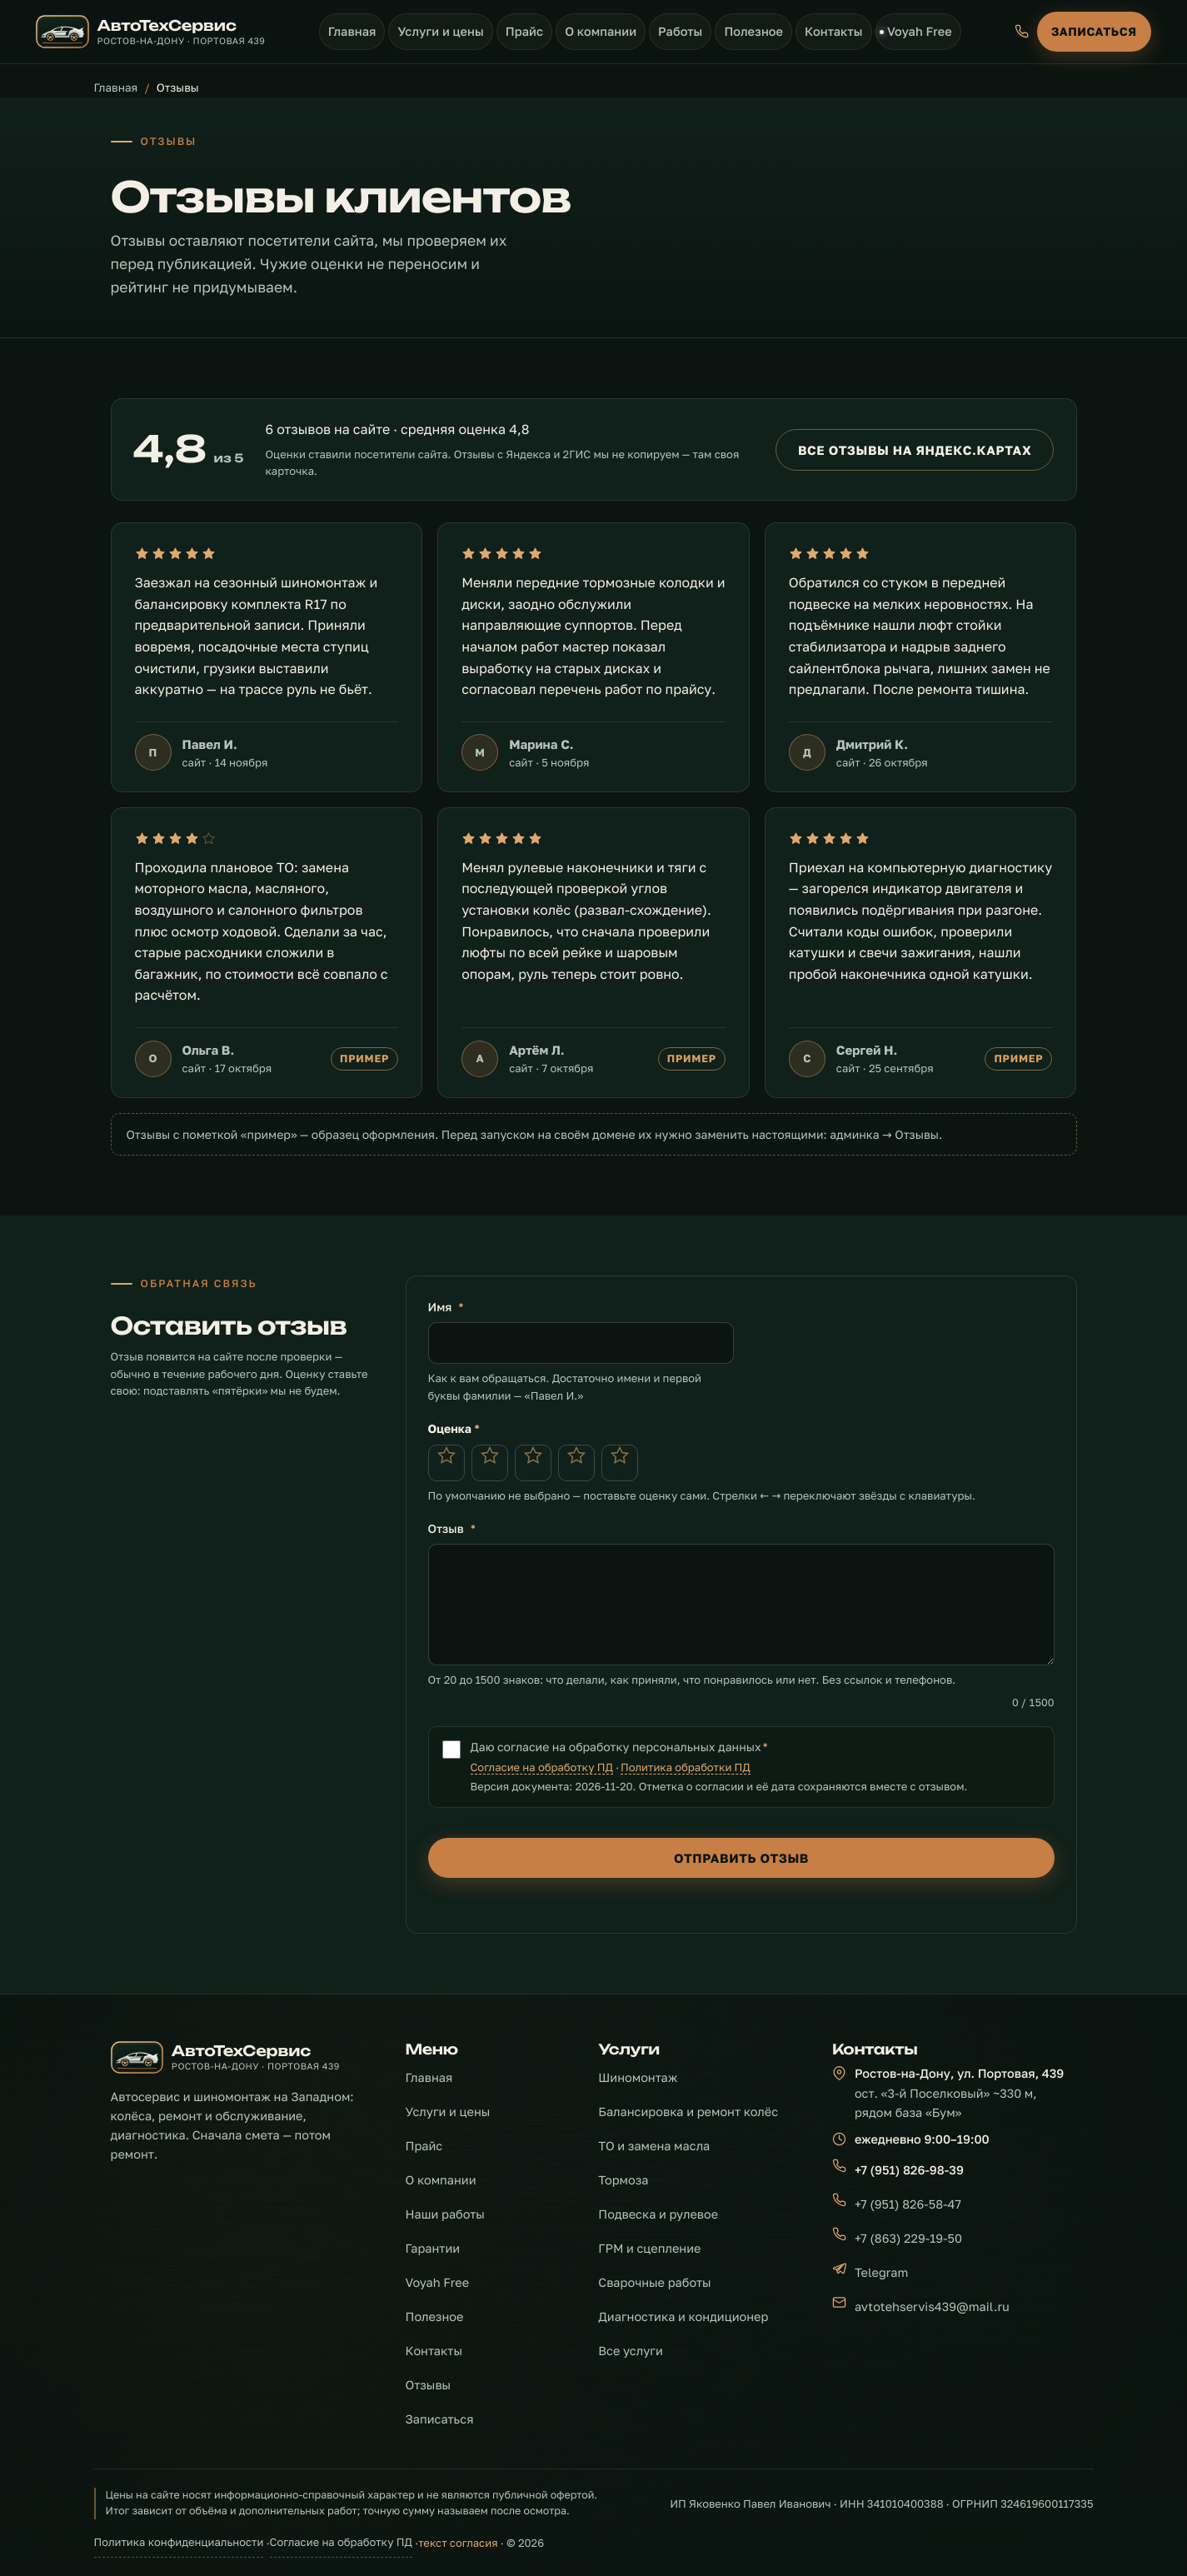 АвтоТехСервис
РОСТОВ-НА-ДОНУ · ПОРТОВАЯ 439
Главная
Услуги и цены
Прайс
О компании
Работы
Полезное
Контакты
Voyah Free
ЗАПИСАТЬСЯ
Главная / Отзывы
ОТЗЫВЫ
Отзывы клиентов
Отзывы оставляют посетители сайта, мы проверяем их
перед публикацией. Чужие оценки не переносим и
рейтинг не придумываем.
4,8 из 5
6 отзывов на сайте · средняя оценка 4,8
Оценки ставили посетители сайта. Отзывы с Яндекса и 2ГИС мы не копируем — там своя
карточка.
ВСЕ ОТЗЫВЫ НА ЯНДЕКС.КАРТАХ
Заезжал на сезонный шиномонтаж и
балансировку комплекта R17 по
предварительной записи. Приняли
вовремя, посадочные места ступиц
очистили, грузики выставили
аккуратно — на трассе руль не бьёт.
П
Павел И.
сайт · 14 ноября
Меняли передние тормозные колодки и
диски, заодно обслужили
направляющие суппортов. Перед
началом работ мастер показал
выработку на старых дисках и
согласовал перечень работ по прайсу.
М
Марина С.
сайт · 5 ноября
Обратился со стуком в передней
подвеске на мелких неровностях. На
подъёмнике нашли люфт стойки
стабилизатора и надрыв заднего
сайлентблока рычага, лишних замен не
предлагали. После ремонта тишина.
Д
Дмитрий К.
сайт · 26 октября
Проходила плановое ТО: замена
моторного масла, масляного,
воздушного и салонного фильтров
плюс осмотр ходовой. Сделали за час,
старые расходники сложили в
багажник, по стоимости всё совпало с
расчётом.
О
Ольга В.
сайт · 17 октября
ПРИМЕР
Менял рулевые наконечники и тяги с
последующей проверкой углов
установки колёс (развал-схождение).
Понравилось, что сначала проверили
люфты по всей рейке и шаровым
опорам, руль теперь стоит ровно.
А
Артём Л.
сайт · 7 октября
ПРИМЕР
Приехал на компьютерную диагностику
— загорелся индикатор двигателя и
появились подёргивания при разгоне.
Считали коды ошибок, проверили
катушки и свечи зажигания, нашли
пробой наконечника одной катушки.
С
Сергей Н.
сайт · 25 сентября
ПРИМЕР
Отзывы с пометкой «пример» — образец оформления. Перед запуском на своём домене их нужно заменить настоящими: админка → Отзывы.
ОБРАТНАЯ СВЯЗЬ
Оставить отзыв
Отзыв появится на сайте после проверки —
обычно в течение рабочего дня. Оценку ставьте
свою: подставлять «пятёрки» мы не будем.
Имя *
Как к вам обращаться. Достаточно имени и первой
буквы фамилии — «Павел И.»
Оценка *
По умолчанию не выбрано — поставьте оценку сами. Стрелки ← → переключают звёзды с клавиатуры.
Отзыв *
От 20 до 1500 знаков: что делали, как приняли, что понравилось или нет. Без ссылок и телефонов.
0 / 1500
Даю согласие на обработку персональных данных *
Согласие на обработку ПД · Политика обработки ПД
Версия документа: 2026-11-20. Отметка о согласии и её дата сохраняются вместе с отзывом.
ОТПРАВИТЬ ОТЗЫВ
АвтоТехСервис
РОСТОВ-НА-ДОНУ · ПОРТОВАЯ 439
Автосервис и шиномонтаж на Западном:
колёса, ремонт и обслуживание,
диагностика. Сначала смета — потом
ремонт.
Меню
Главная
Услуги и цены
Прайс
О компании
Наши работы
Гарантии
Voyah Free
Полезное
Контакты
Отзывы
Записаться
Услуги
Шиномонтаж
Балансировка и ремонт колёс
ТО и замена масла
Тормоза
Подвеска и рулевое
ГРМ и сцепление
Сварочные работы
Диагностика и кондиционер
Все услуги
Контакты
Ростов-на-Дону, ул. Портовая, 439
ост. «3-й Поселковый» ~330 м,
рядом база «Бум»
ежедневно 9:00–19:00
+7 (951) 826-98-39
+7 (951) 826-58-47
+7 (863) 229-19-50
Telegram
avtotehservis439@mail.ru
Цены на сайте носят информационно-справочный характер и не являются публичной офертой.
Итог зависит от объёма и дополнительных работ; точную сумму называем после осмотра.
ИП Яковенко Павел Иванович · ИНН 341010400388 · ОГРНИП 324619600117335
Политика конфиденциальности · Согласие на обработку ПД · текст согласия · © 2026